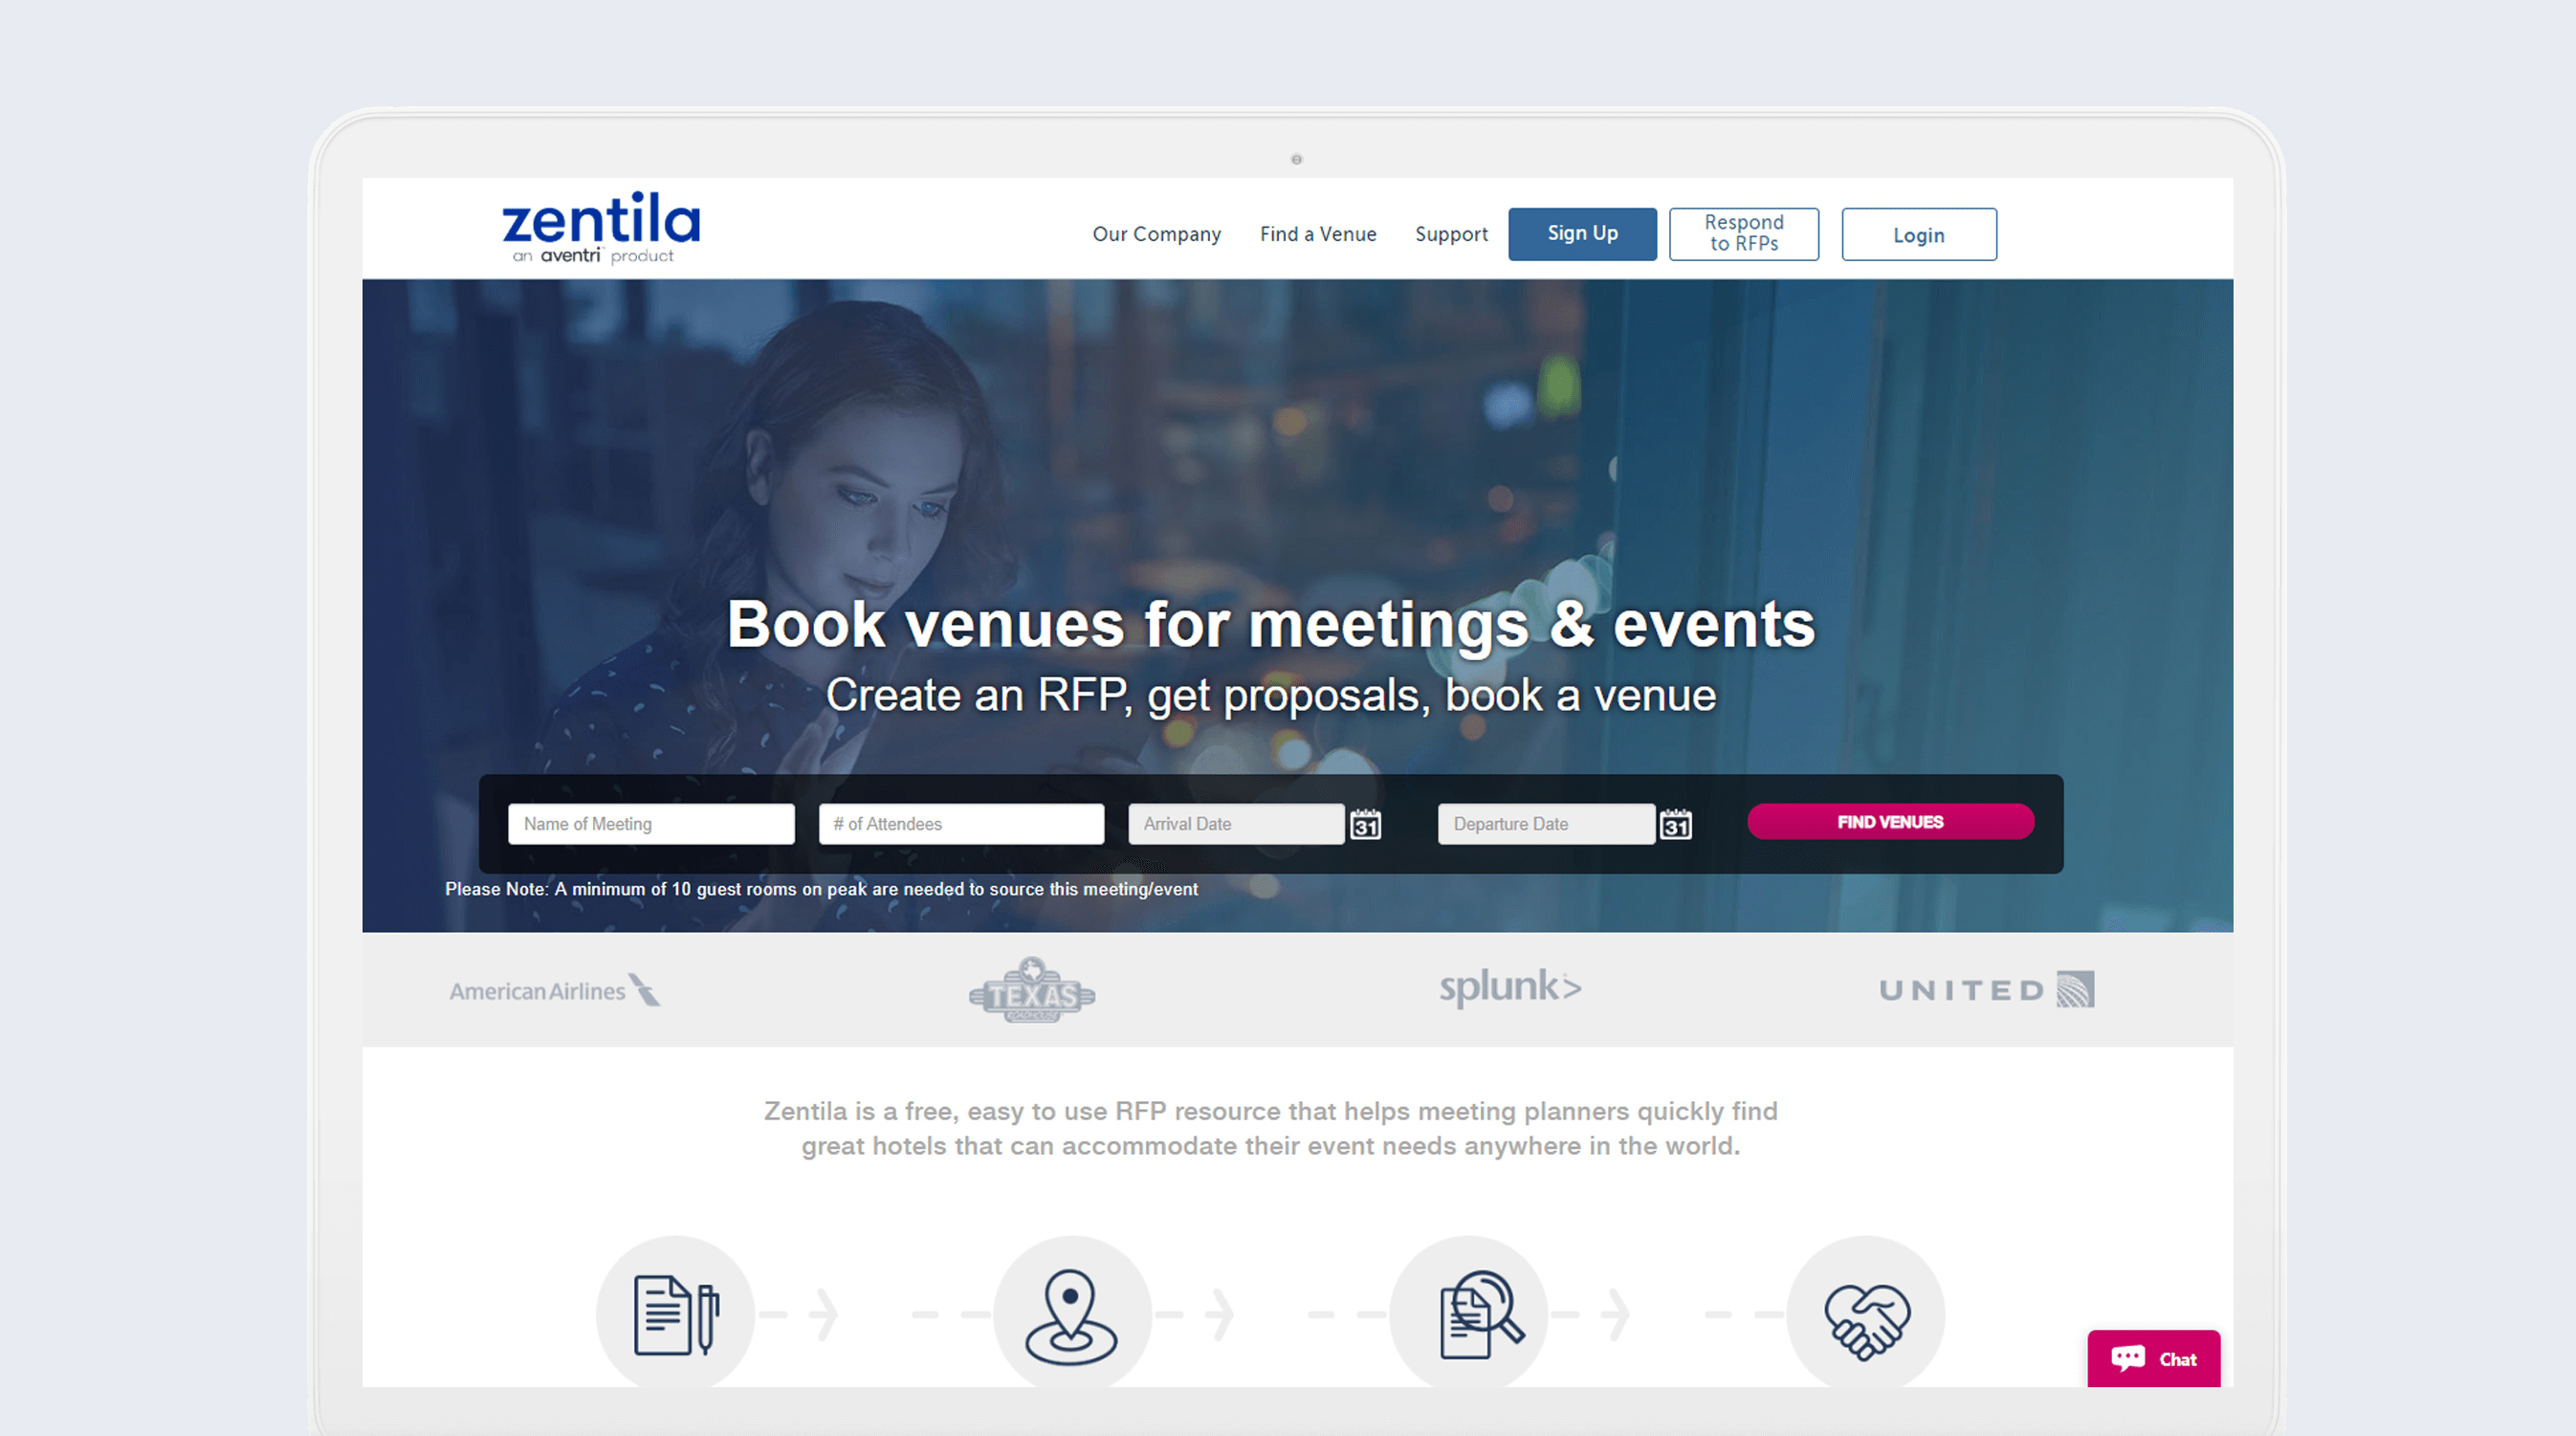 zentila
an aventri product
Our Company
Find a Venue
Support
Sign Up
Respond
to RFPs
Login
Book venues for meetings & events
Create an RFP, get proposals, book a venue
Name of Meeting
# of Attendees
Arrival Date
31
Departure Date
31
FIND VENUES
Please Note: A minimum of 10 guest rooms on peak are needed to source this meeting/event
American Airlines
TEXAS
ROADHOUSE
splunk>
UNITED
Zentila is a free, easy to use RFP resource that helps meeting planners quickly find
great hotels that can accommodate their event needs anywhere in the world.
Chat